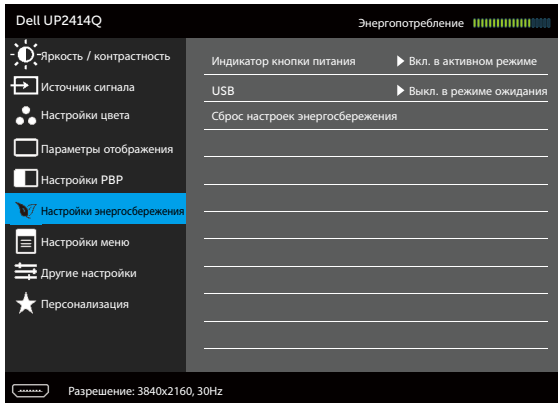 Dell UP2414Q
Энергопотребление
Яркость / контрастность
Источник сигнала
Настройки цвета
Параметры отображения
Настройки PBP
Настройки энергосбережения
Настройки меню
Другие настройки
Персонализация
Индикатор кнопки питания
Вкл. в активном режиме
USB
Выкл. в режиме ожидания
Сброс настроек энергосбережения
Разрешение: 3840x2160, 30Hz